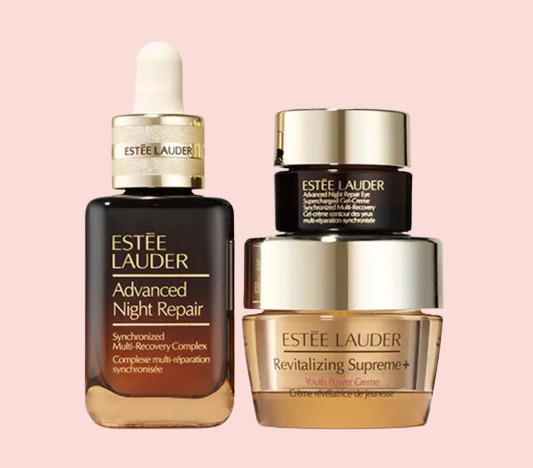 ESTĒE LAUDER
ESTĒE
LAUDER
Advanced
Night Repair
Synchronized
Multi-Recovery Complex
Complexe multi-réparation
synchronisée
ESTĒE LAUDER
Advanced Night Repair Eye
Supercharged Gel-Creme
Synchronized Multi-Recovery
Gel-crème contour des yeux
multi-réparation synchronisée
ESTĒE LAUDER
Revitalizing Supreme+
Youth Power Creme
Crème révélatrice de jeunesse